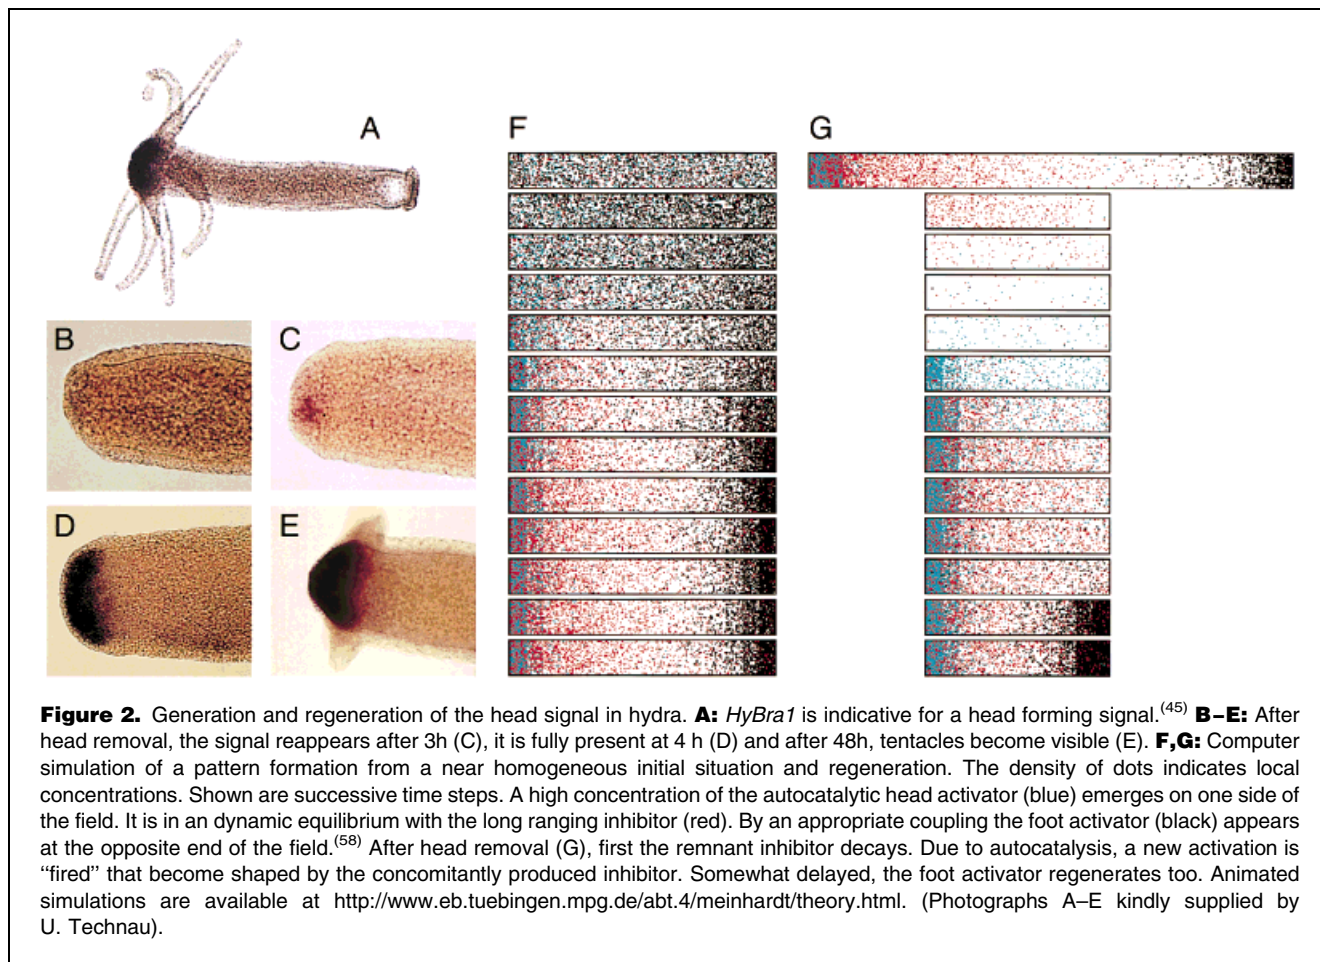 A
F
G
B
C
D
E
Figure 2. Generation and regeneration of the head signal in hydra. A: HyBra1 is indicative for a head forming signal.(45) B–E: After
head removal, the signal reappears after 3h (C), it is fully present at 4 h (D) and after 48h, tentacles become visible (E). F,G: Computer
simulation of a pattern formation from a near homogeneous initial situation and regeneration. The density of dots indicates local
concentrations. Shown are successive time steps. A high concentration of the autocatalytic head activator (blue) emerges on one side of
the field. It is in an dynamic equilibrium with the long ranging inhibitor (red). By an appropriate coupling the foot activator (black) appears
at the opposite end of the field.(58) After head removal (G), first the remnant inhibitor decays. Due to autocatalysis, a new activation is
“fired” that become shaped by the concomitantly produced inhibitor. Somewhat delayed, the foot activator regenerates too. Animated
simulations are available at http://www.eb.tuebingen.mpg.de/abt.4/meinhardt/theory.html. (Photographs A–E kindly supplied by
U. Technau).